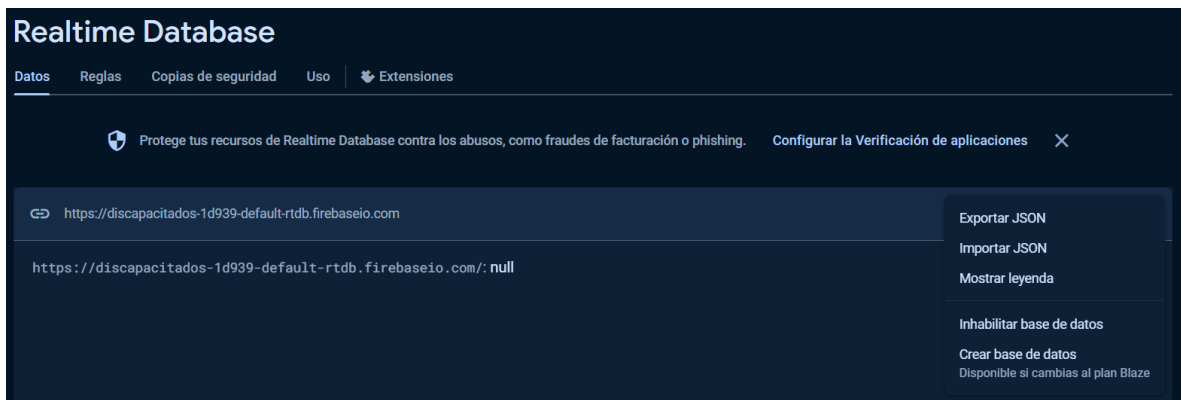 Realtime Database
Datos Reglas Copias de seguridad Uso Extensiones
Protege tus recursos de Realtime Database contra los abusos, como fraudes de facturación o phishing. Configurar la Verificación de aplicaciones
https://discapacitados-1d939-default-rtdb.firebaseio.com
https://discapacitados-1d939-default-rtdb.firebaseio.com/: null
Exportar JSON
Importar JSON
Mostrar leyenda
Inhabilitar base de datos
Crear base de datos
Disponible si cambias al plan Blaze